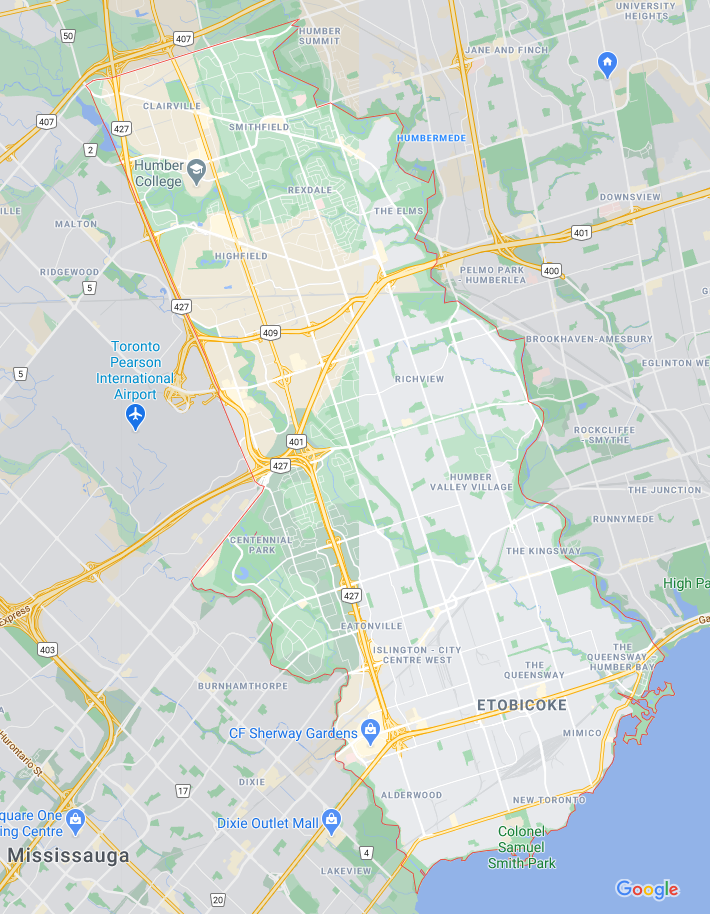 HUMBER
SUMMIT
UNIVERSITY
HEIGHTS
50
407
JANE AND FINCH
CLAIRVILLE
407
427
SMITHFIELD
HUMBERMEDE
2
Humber
College
REXDALE
DOWNSVIEW
THE ELMS
MALTON
401
HIGHFIELD
RIDGEWOOD
PELMO PARK
- HUMBERLEA
400
5
427
409
BROOKHAVEN-AMESBURY
Toronto
Pearson
International
Airport
5
EGLINTON WE
RICHVIEW
ROCKCLIFFE
- SMYTHE
401
427
HUMBER
VALLEY VILLAGE
THE JUNCTION
RUNNYMEDE
CENTENNIAL
PARK
THE KINGSWAY
High Pa
427
Express
Ga
EATONVILLE
403
ISLINGTON - CITY
CENTRE WEST
THE
QUEENSWAY
HUMBER BAY
THE
QUEENSWAY
BURNHAMTHORPE
ETOBICOKE
CF Sherway Gardens
MIMICO
Hurontario St
DIXIE
17
ALDERWOOD
NEW TORONTO
quare One
ing Centre
Dixie Outlet Mall
Colonel
Samuel
Smith Park
Mississauga
4
LAKEVIEW
20
Google